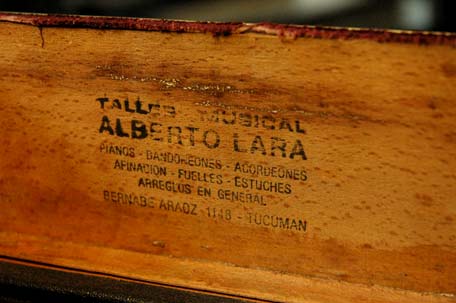 TALLER MUSICAL
ALBERTO LARA
PIANOS - BANDONEONES - ACORDEONES
AFINACION - FUELLES - ESTUCHES
ARREGLOS EN GENERAL
BERNABE ARAOZ 1148 - TUCUMAN